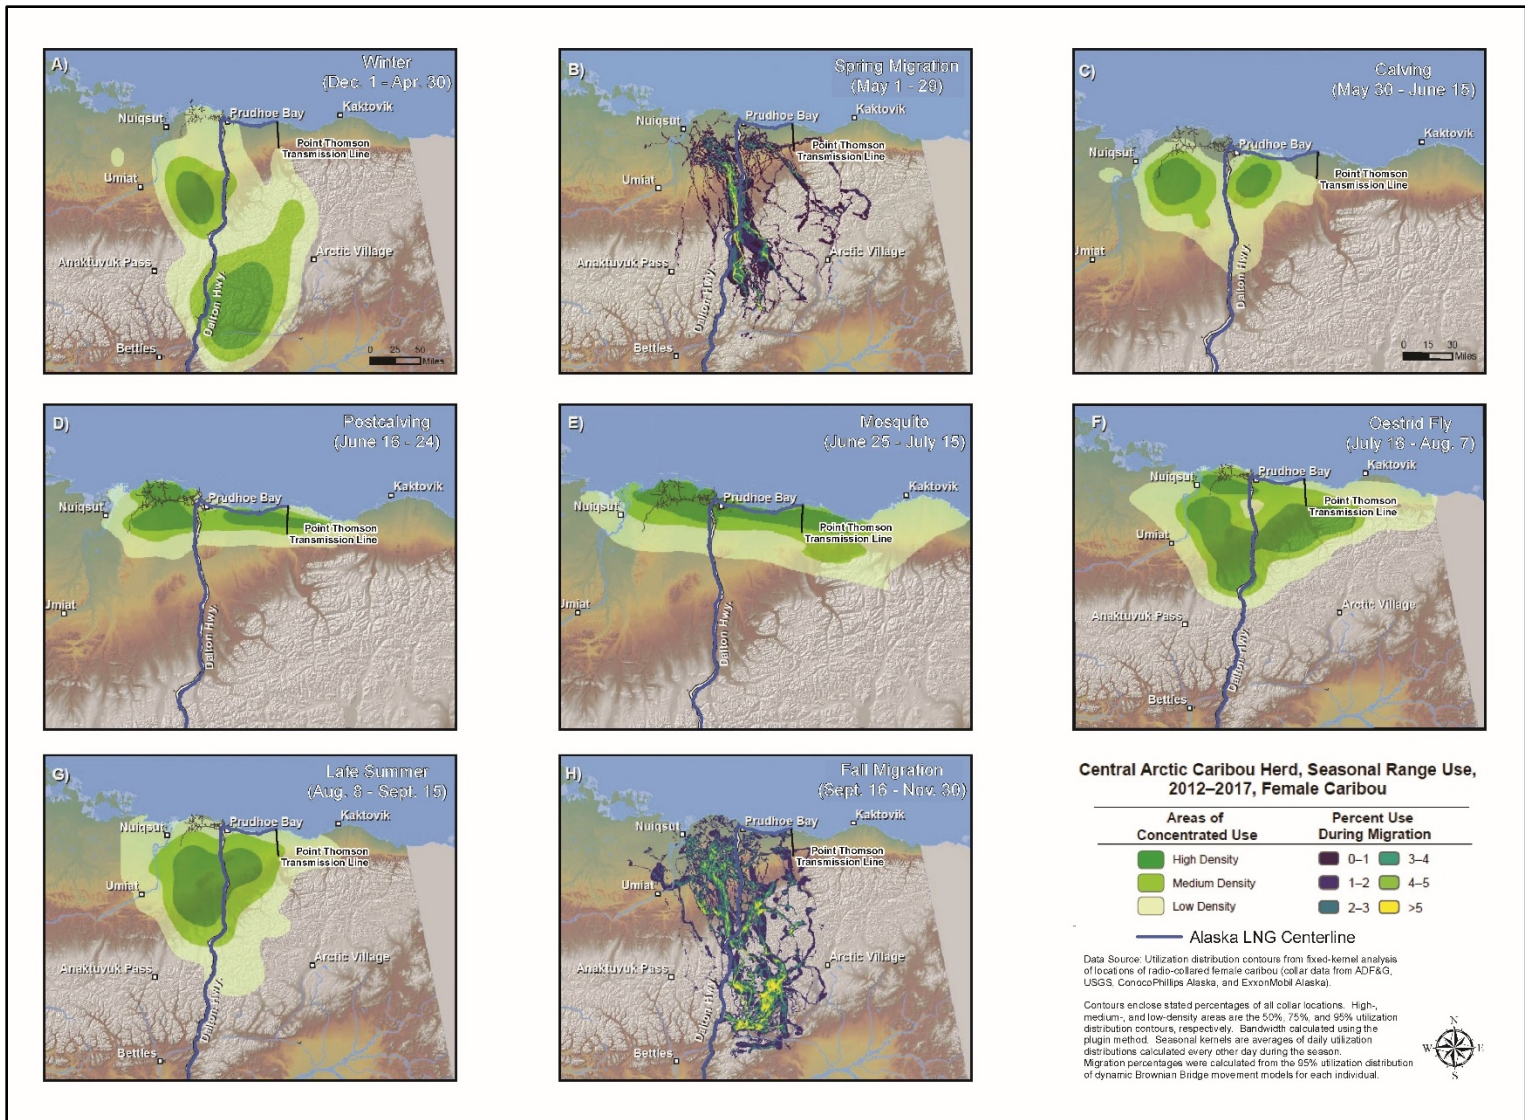 A)
Winter
(Dec. 1 - Apr. 30)
Nuiqsut
Prudhoe Bay
Kaktovik
Point Thomson
Transmission Line
Umiat
Anaktuvuk Pass
Arctic Village
Dalton Hwy.
Bettles
0 25 50
Miles
B)
Spring Migration
(May 1 - 29)
Nuiqsut
Prudhoe Bay
Kaktovik
Point Thomson
Transmission Line
Umiat
Anaktuvuk Pass
Arctic Village
Dalton Hwy.
Bettles
C)
Calving
(May 30 - June 15)
Kaktovik
Nuiqsut
Prudhoe Bay
Point Thomson
Transmission Line
Umiat
Dalton Hwy.
0 15 30
Miles
D)
Postcalving
(June 16 - 24)
Kaktovik
Nuiqsut
Prudhoe Bay
Point Thomson
Transmission Line
Umiat
Dalton Hwy.
E)
Mosquito
(June 25 - July 15)
Kaktovik
Nuiqsut
Prudhoe Bay
Point Thomson
Transmission Line
Umiat
Dalton Hwy.
F)
Oestrid Fly
(July 16 - Aug. 7)
Nuiqsut
Prudhoe Bay
Kaktovik
Point Thomson
Transmission Line
Umiat
Anaktuvuk Pass
Arctic Village
Dalton Hwy.
Bettles
G)
Late Summer
(Aug. 8 - Sept. 15)
Nuiqsut
Prudhoe Bay
Kaktovik
Point Thomson
Transmission Line
Umiat
Anaktuvuk Pass
Arctic Village
Dalton Hwy.
Bettles
H)
Fall Migration
(Sept. 16 - Nov. 30)
Nuiqsut
Prudhoe Bay
Kaktovik
Point Thomson
Transmission Line
Umiat
Anaktuvuk Pass
Arctic Village
Dalton Hwy.
Bettles
Central Arctic Caribou Herd, Seasonal Range Use,
2012–2017, Female Caribou
Areas of
Concentrated Use
High Density
Medium Density
Low Density
Percent Use
During Migration
0–1 3–4
1–2 4–5
2–3 >5
Alaska LNG Centerline
Data Source: Utilization distribution contours from fixed-kernel analysis
of locations of radio-collared female caribou (collar data from ADF&G,
USGS, ConocoPhillips Alaska, and ExxonMobil Alaska).
Contours enclose stated percentages of all collar locations. High-,
medium-, and low-density areas are the 50%, 75%, and 95% utilization
distribution contours, respectively. Bandwidth calculated using the
plugin method. Seasonal kernels are averages of daily utilization
distributions calculated every other day during the season.
Migration percentages were calculated from the 95% utilization distribution
of dynamic Brownian Bridge movement models for each individual.
N
W E
S